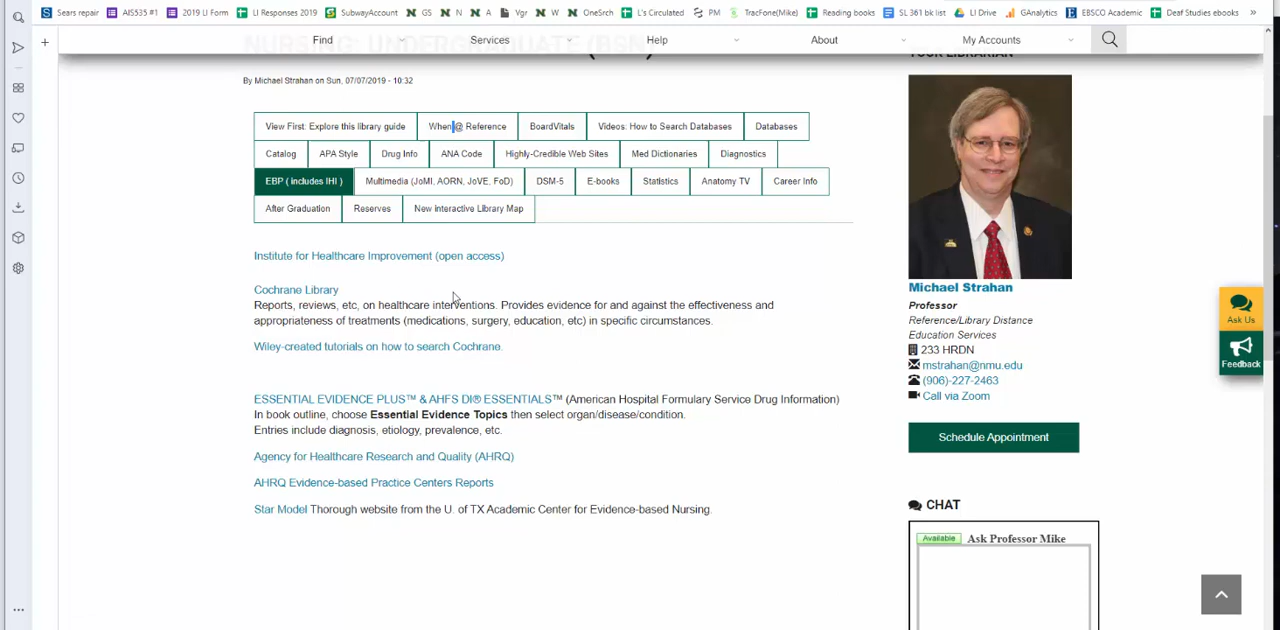 Sears repair AIS535 #1 2019 LI Form LI Responses 2019 SubwayAccount GS N A Vgr W OneSrch L's Circulated PM TracFone(Mike) Reading books SL 361 bk list LI Drive GAnalytics EBSCO Academic Deaf Studies ebooks »
Find Services Help About My Accounts
NURSING: UNDERGRADUATE (BSN)
YOUR LIBRARIAN
By Michael Strahan on Sun, 07/07/2019 - 10:32
View First: Explore this library guide When @ Reference BoardVitals Videos: How to Search Databases Databases
Catalog APA Style Drug Info ANA Code Highly-Credible Web Sites Med Dictionaries Diagnostics
EBP ( includes IHI ) Multimedia (JoMI, AORN, JoVE, FoD) DSM-5 E-books Statistics Anatomy TV Career Info
After Graduation Reserves New interactive Library Map
Institute for Healthcare Improvement (open access)
Cochrane Library
Reports, reviews, etc, on healthcare interventions. Provides evidence for and against the effectiveness and
appropriateness of treatments (medications, surgery, education, etc) in specific circumstances.
Wiley-created tutorials on how to search Cochrane.
ESSENTIAL EVIDENCE PLUS™ & AHFS DI® ESSENTIALS™ (American Hospital Formulary Service Drug Information)
In book outline, choose Essential Evidence Topics then select organ/disease/condition.
Entries include diagnosis, etiology, prevalence, etc.
Agency for Healthcare Research and Quality (AHRQ)
AHRQ Evidence-based Practice Centers Reports
Star Model Thorough website from the U. of TX Academic Center for Evidence-based Nursing.
Michael Strahan
Professor
Reference/Library Distance
Education Services
233 HRDN
mstrahan@nmu.edu
(906)-227-2463
Call via Zoom
Schedule Appointment
CHAT
Available Ask Professor Mike
Ask Us
Feedback